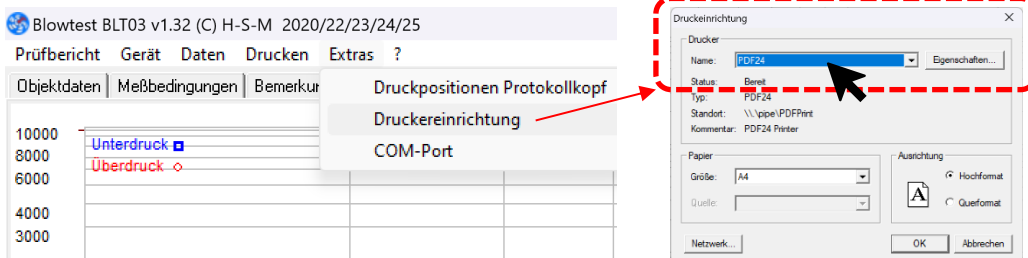 Blowtest BLT03 v1.32 (C) H-S-M 2020/22/23/24/25
Prüfbericht Gerät Daten Drucken Extras ?
Objektdaten Meßbedingungen Bemerkur
Druckpositionen Protokollkopf
Druckereinrichtung
COM-Port
10000
8000
6000
4000
3000
Unterdruck
Überdruck
Druckeinrichtung
Drucker
Name: PDF24 Eigenschaften...
Status: Bereit
Typ: PDF24
Standort: \\.\pipe\PDFPrint
Kommentar: PDF24 Printer
Papier
Größe: A4
Quelle:
Ausrichtung
A
Hochformat
Querformat
Netzwerk...
OK
Abbrechen